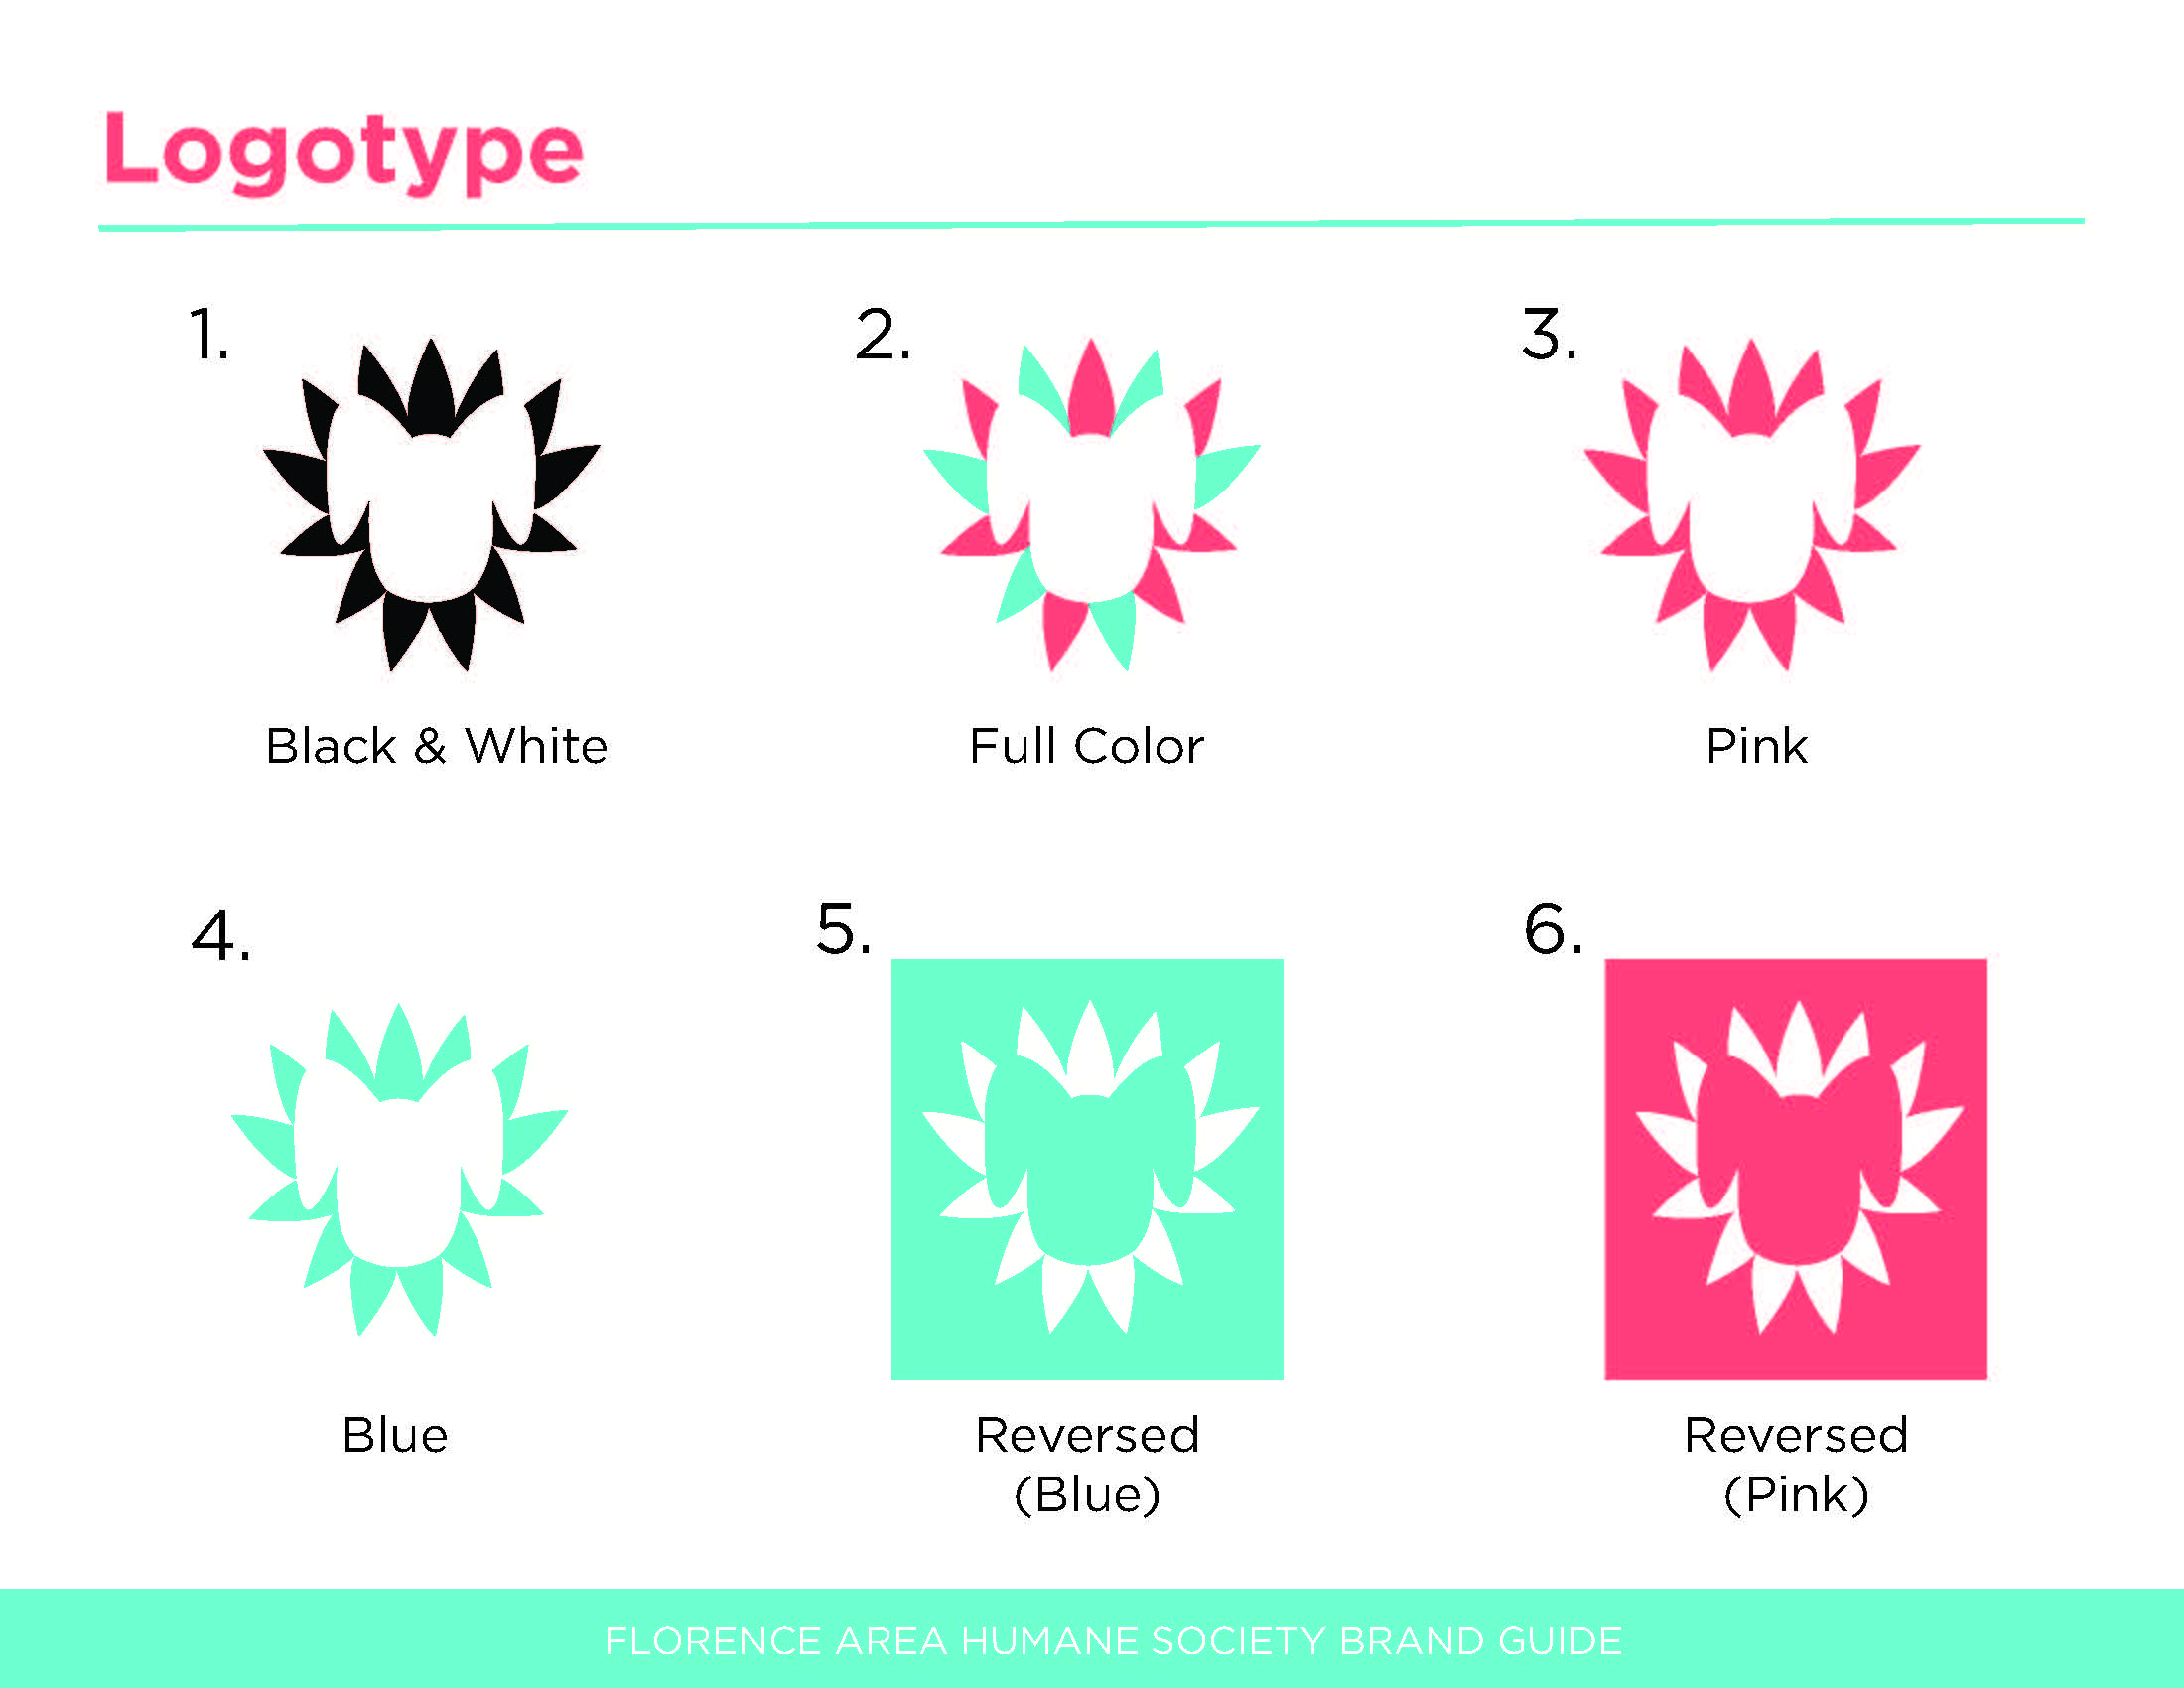 Logotype
1.
2.
3.
Black & White
Full Color
Pink
4.
5.
6.
Blue
Reversed
(Blue)
Reversed
(Pink)
FLORENCE AREA HUMANE SOCIETY BRAND GUIDE